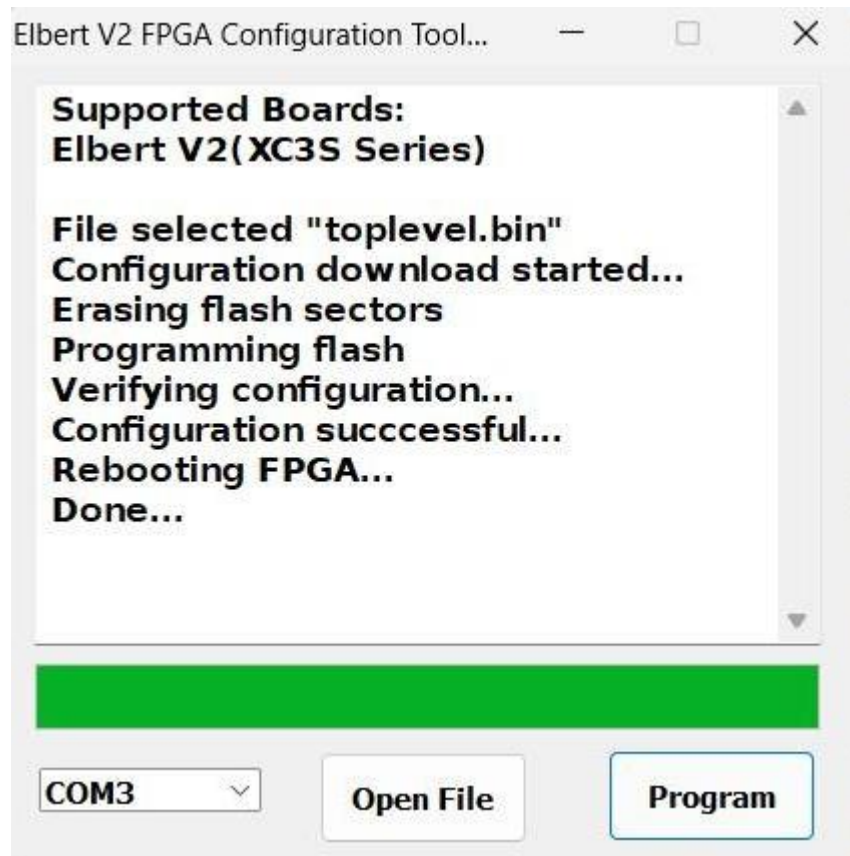 Elbert V2 FPGA Configuration Tool...
Supported Boards:
Elbert V2(XC3S Series)
File selected "toplevel.bin"
Configuration download started...
Erasing flash sectors
Programming flash
Verifying configuration...
Configuration succcessful...
Rebooting FPGA...
Done...
COM3
Open File
Program